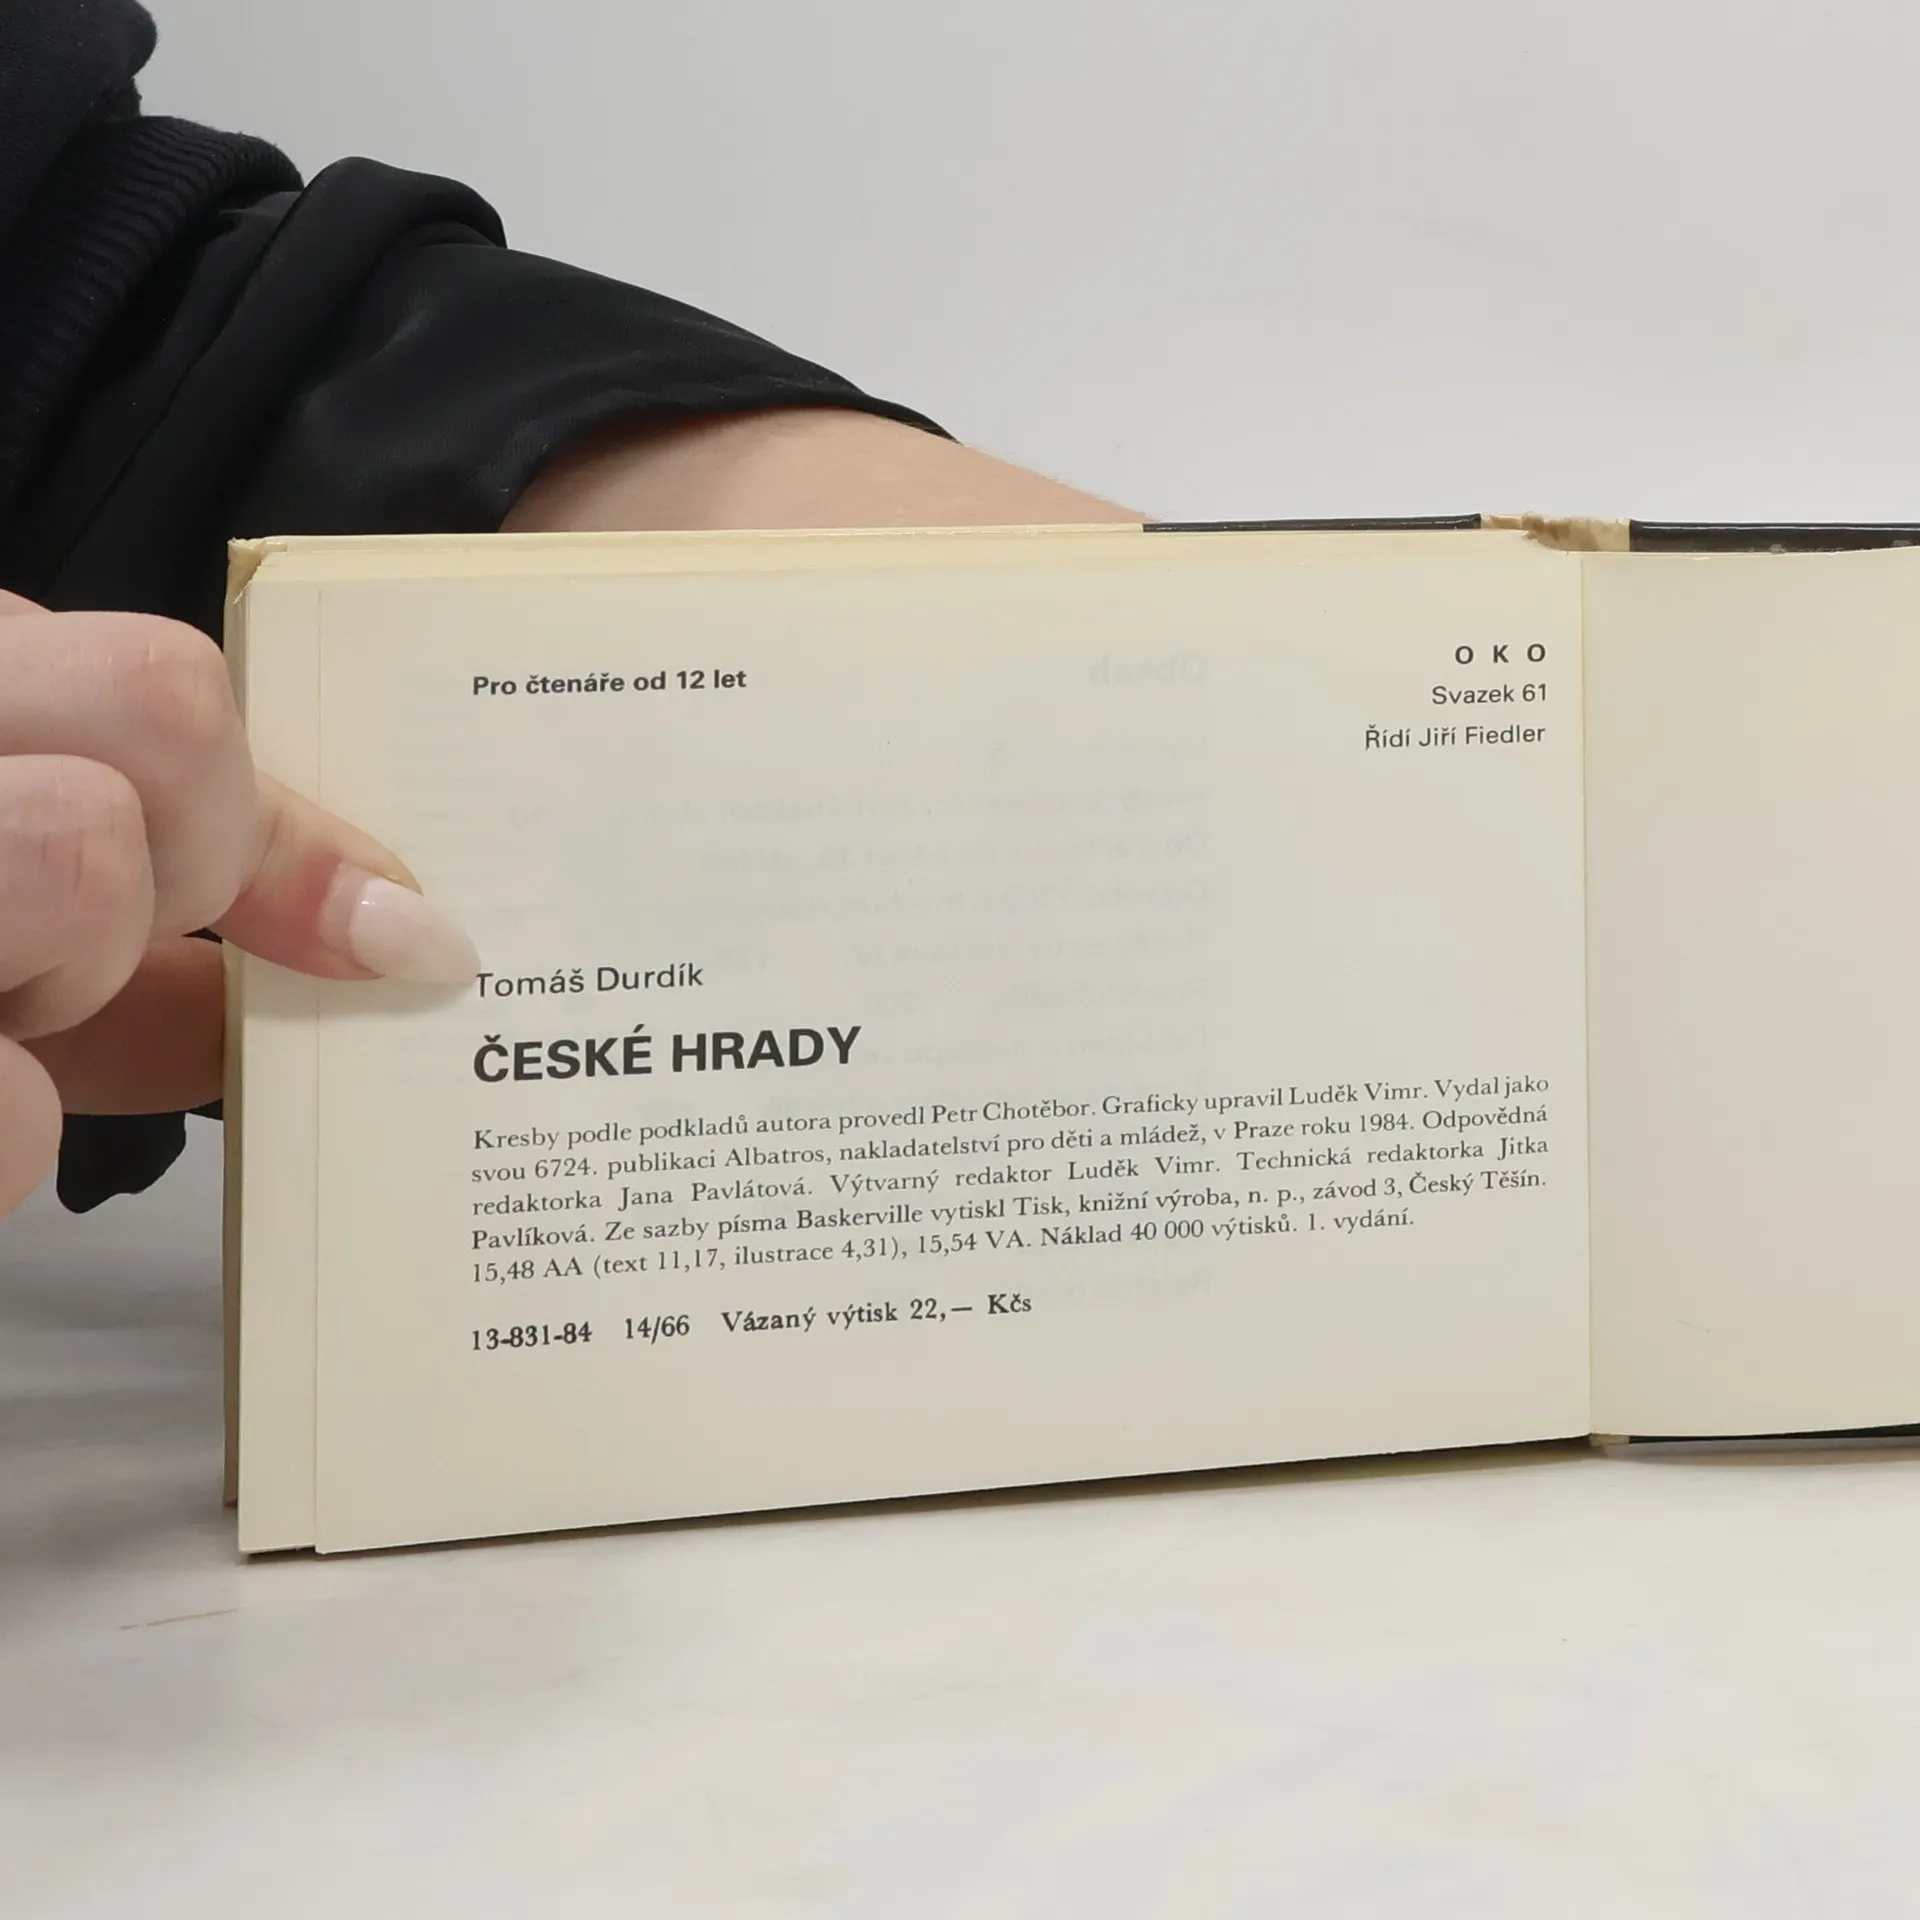 Pro čtenáře od 12 let
O K O
Svazek 61
Řídí Jiří Fiedler
Tomáš Durdík
ČESKÉ HRADY
Kresby podle podkladů autora provedl Petr Chotěbor. Graficky upravil Luděk Vimr. Vydal jako
svou 6724. publikaci Albatros, nakladatelství pro děti a mládež, v Praze roku 1984. Odpovědná
redaktorka Jana Pavlátová. Výtvarný redaktor Luděk Vimr. Technická redaktorka Jitka
Pavlíková. Ze sazby písma Baskerville vytiskl Tisk, knižní výroba, n. p., závod 3, Český Těšín.
15,48 AA (text 11,17, ilustrace 4,31), 15,54 VA. Náklad 40 000 výtisků. 1. vydání.
13-831-84 14/66 Vázaný výtisk 22,— Kčs